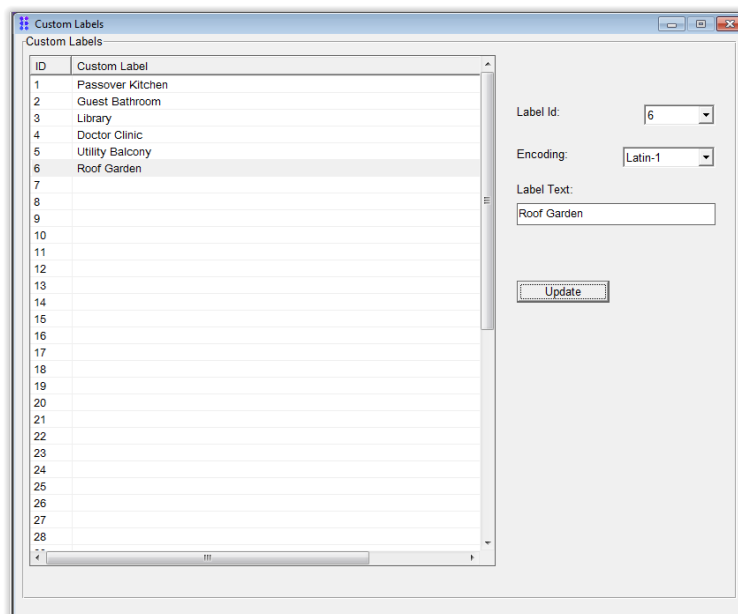 Custom Labels
Custom Labels
ID Custom Label
1 Passover Kitchen
2 Guest Bathroom
3 Library
4 Doctor Clinic
5 Utility Balcony
6 Roof Garden
7
8
9
10
11
12
13
14
15
16
17
18
19
20
21
22
23
24
25
26
27
28
Label Id: 6
Encoding: Latin-1
Label Text:
Roof Garden
Update